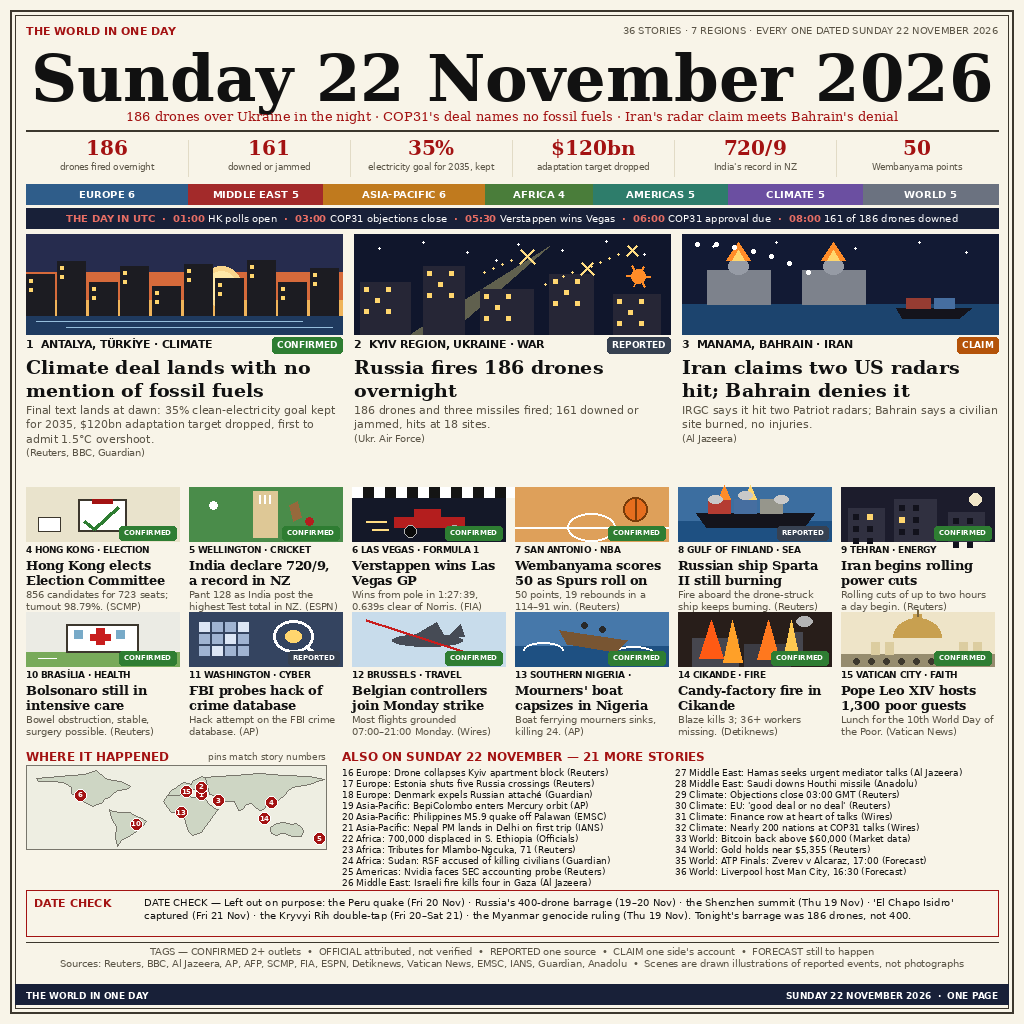 THE WORLD IN ONE DAY
36 STORIES · 7 REGIONS · EVERY ONE DATED SUNDAY 22 NOVEMBER 2026
Sunday 22 November 2026
186 drones over Ukraine in the night · COP31's deal names no fossil fuels · Iran's radar claim meets Bahrain's denial
186
drones fired overnight
161
downed or jammed
35%
electricity goal for 2035, kept
$120bn
adaptation target dropped
720/9
India's record in NZ
50
Wembanyama points
EUROPE 6
MIDDLE EAST 5
ASIA-PACIFIC 6
AFRICA 4
AMERICAS 5
CLIMATE 5
WORLD 5
THE DAY IN UTC · 01:00 HK polls open · 03:00 COP31 objections close · 05:30 Verstappen wins Vegas · 06:00 COP31 approval due · 08:00 161 of 186 drones downed
1 ANTALYA, TÜRKİYE · CLIMATE
CONFIRMED
Climate deal lands with no
mention of fossil fuels
Final text lands at dawn: 35% clean-electricity goal kept
for 2035, $120bn adaptation target dropped, first to
admit 1.5°C overshoot.
(Reuters, BBC, Guardian)
2 KYIV REGION, UKRAINE · WAR
REPORTED
Russia fires 186 drones
overnight
186 drones and three missiles fired; 161 downed or
jammed, hits at 18 sites.
(Ukr. Air Force)
3 MANAMA, BAHRAIN · IRAN
CLAIM
Iran claims two US radars
hit; Bahrain denies it
IRGC says it hit two Patriot radars; Bahrain says a civilian
site burned, no injuries.
(Al Jazeera)
CONFIRMED
4 HONG KONG · ELECTION
Hong Kong elects
Election Committee
856 candidates for 723 seats;
turnout 98.79%. (SCMP)
CONFIRMED
5 WELLINGTON · CRICKET
India declare 720/9,
a record in NZ
Pant 128 as India post the
highest Test total in NZ. (ESPN)
CONFIRMED
6 LAS VEGAS · FORMULA 1
Verstappen wins Las
Vegas GP
Wins from pole in 1:27:39,
0.639s clear of Norris. (FIA)
CONFIRMED
7 SAN ANTONIO · NBA
Wembanyama scores
50 as Spurs roll on
50 points, 19 rebounds in a
114–91 win. (Reuters)
REPORTED
8 GULF OF FINLAND · SEA
Russian ship Sparta
II still burning
Fire aboard the drone-struck
ship keeps burning. (Reuters)
CONFIRMED
9 TEHRAN · ENERGY
Iran begins rolling
power cuts
Rolling cuts of up to two hours
a day begin. (Reuters)
CONFIRMED
10 BRASÍLIA · HEALTH
Bolsonaro still in
intensive care
Bowel obstruction, stable,
surgery possible. (Reuters)
REPORTED
11 WASHINGTON · CYBER
FBI probes hack of
crime database
Hack attempt on the FBI crime
database. (AP)
CONFIRMED
12 BRUSSELS · TRAVEL
Belgian controllers
join Monday strike
Most flights grounded
07:00–21:00 Monday. (Wires)
CONFIRMED
13 SOUTHERN NIGERIA ·
Mourners' boat
capsizes in Nigeria
Boat ferrying mourners sinks,
killing 24. (AP)
CONFIRMED
14 CIKANDE · FIRE
Candy-factory fire in
Cikande
Blaze kills 3; 36+ workers
missing. (Detiknews)
CONFIRMED
15 VATICAN CITY · FAITH
Pope Leo XIV hosts
1,300 poor guests
Lunch for the 10th World Day of
the Poor. (Vatican News)
WHERE IT HAPPENED
pins match story numbers
6
10
15
2
13
3
4
14
5
ALSO ON SUNDAY 22 NOVEMBER — 21 MORE STORIES
16 Europe: Drone collapses Kyiv apartment block (Reuters)
17 Europe: Estonia shuts five Russia crossings (Reuters)
18 Europe: Denmark expels Russian attaché (Guardian)
19 Asia-Pacific: BepiColombo enters Mercury orbit (AP)
20 Asia-Pacific: Philippines M5.9 quake off Palawan (EMSC)
21 Asia-Pacific: Nepal PM lands in Delhi on first trip (IANS)
22 Africa: 700,000 displaced in S. Ethiopia (Officials)
23 Africa: Tributes for Mlambo-Ngcuka, 71 (Reuters)
24 Africa: Sudan: RSF accused of killing civilians (Guardian)
25 Americas: Nvidia faces SEC accounting probe (Reuters)
26 Middle East: Israeli fire kills four in Gaza (Al Jazeera)
27 Middle East: Hamas seeks urgent mediator talks (Al Jazeera)
28 Middle East: Saudi downs Houthi missile (Anadolu)
29 Climate: Objections close 03:00 GMT (Reuters)
30 Climate: EU: 'good deal or no deal' (Reuters)
31 Climate: Finance row at heart of talks (Wires)
32 Climate: Nearly 200 nations at COP31 talks (Wires)
33 World: Bitcoin back above $60,000 (Market data)
34 World: Gold holds near $5,355 (Reuters)
35 World: ATP Finals: Zverev v Alcaraz, 17:00 (Forecast)
36 World: Liverpool host Man City, 16:30 (Forecast)
DATE CHECK
DATE CHECK — Left out on purpose: the Peru quake (Fri 20 Nov) · Russia's 400-drone barrage (19–20 Nov) · the Shenzhen summit (Thu 19 Nov) · 'El Chapo Isidro'
captured (Fri 21 Nov) · the Kryvyi Rih double-tap (Fri 20–Sat 21) · the Myanmar genocide ruling (Thu 19 Nov). Tonight's barrage was 186 drones, not 400.
TAGS — CONFIRMED 2+ outlets • OFFICIAL attributed, not verified • REPORTED one source • CLAIM one side's account • FORECAST still to happen
Sources: Reuters, BBC, Al Jazeera, AP, AFP, SCMP, FIA, ESPN, Detiknews, Vatican News, EMSC, IANS, Guardian, Anadolu • Scenes are drawn illustrations of reported events, not photographs
THE WORLD IN ONE DAY
SUNDAY 22 NOVEMBER 2026 · ONE PAGE